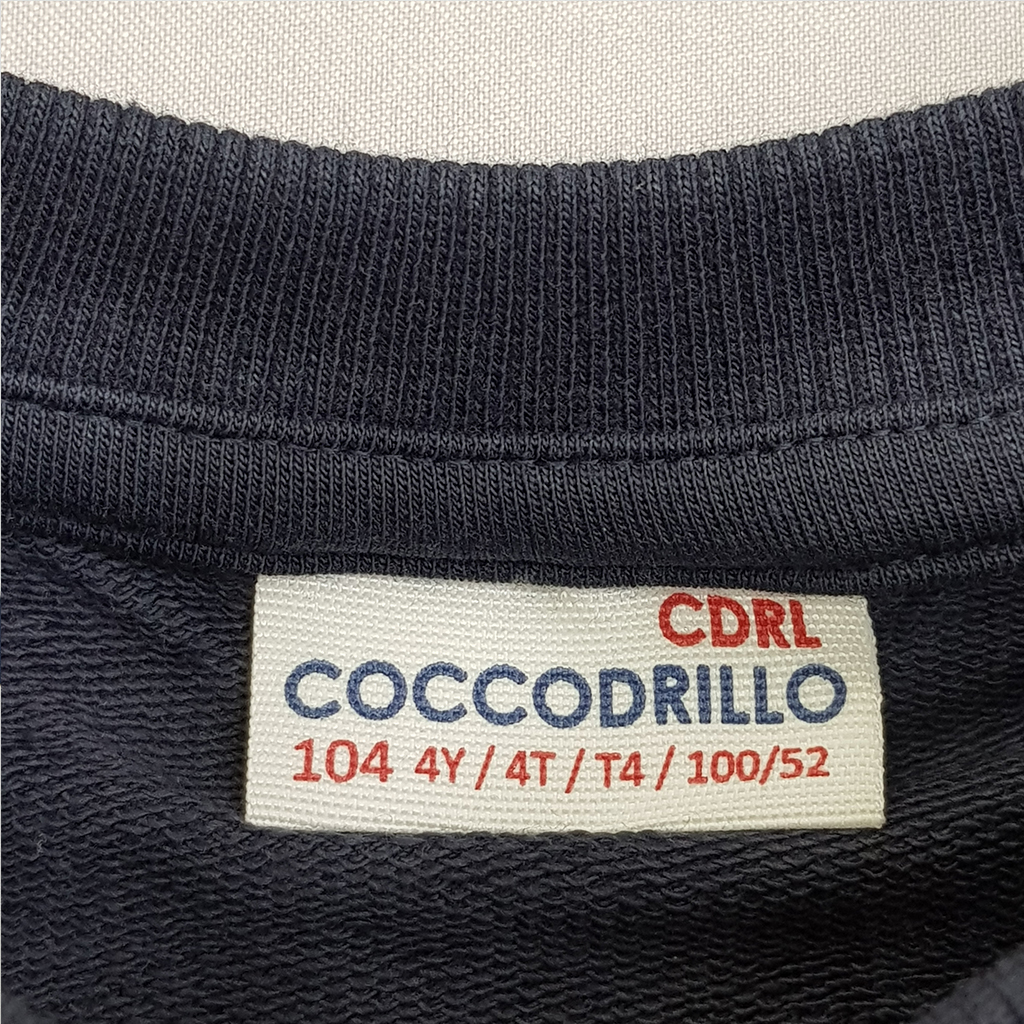 CDRL
COCCODRILLO
104 4Y / 4T / T4 / 100/52